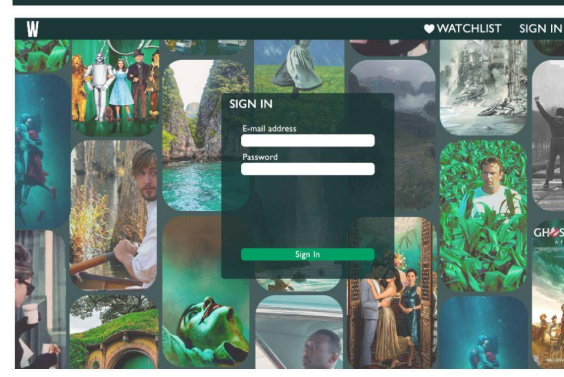 W
WATCHLIST SIGN IN
SIGN IN
E-mail address
Password
Sign In